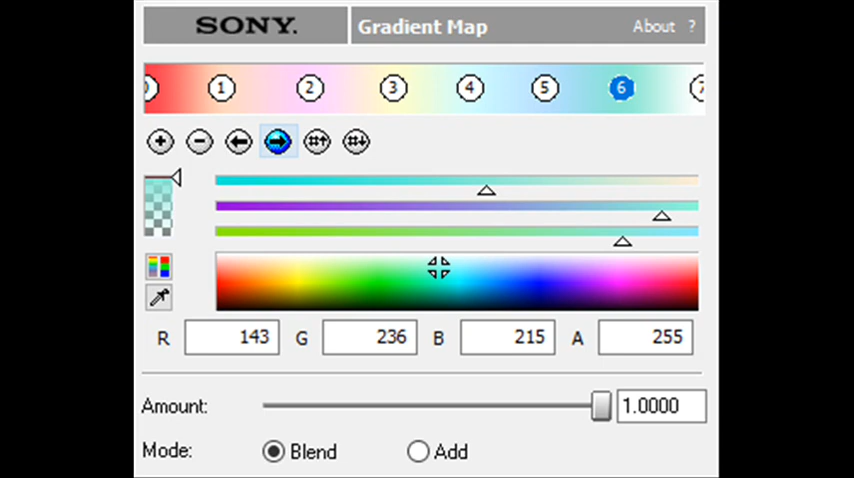 SONY. Gradient Map About ?
1 2 3 4 5 6 7
R 143 G 236 B 215 A 255
Amount: 1.0000
Mode: Blend Add